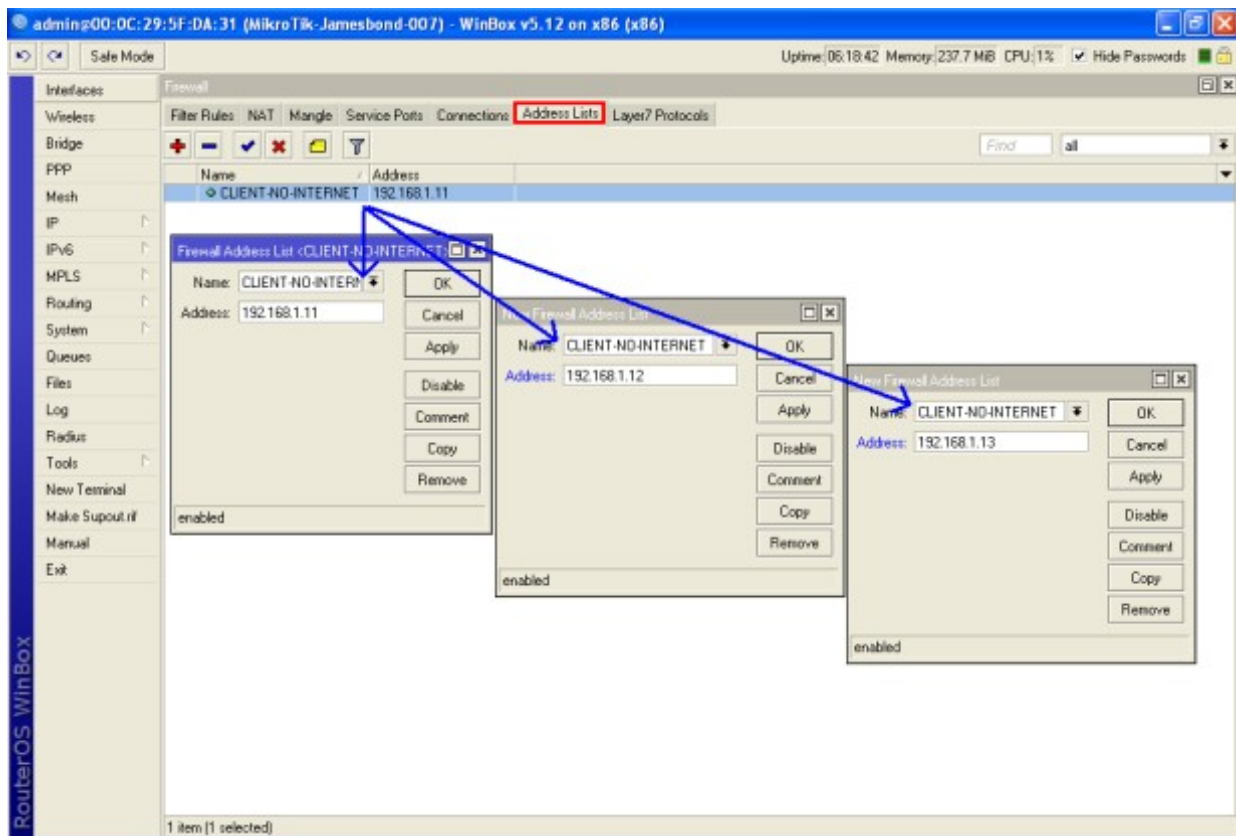 admin@00:0C:29:5F:DA:31 (MikroTik-Jamesbond-007) - WinBox v5.12 on x86 (x86)
Safe Mode
Uptime: 06:18:42 Memory: 237.7 MiB CPU: 1% Hide Passwords
Interfaces
Wireless
Bridge
PPP
Mesh
IP
IPv6
MPLS
Routing
System
Queues
Files
Log
Radius
Tools
New Terminal
Make Supout.rif
Manual
Exit
RouterOS WinBox
Firewall
Filter Rules NAT Mangle Service Ports Connections Address Lists Layer7 Protocols
Find all
Name Address
CLIENT-NO-INTERNET 192.168.1.11
Firewall Address List <CLIENT-NO-INTERNET>
Name: CLIENT-NO-INTERN OK
Address: 192.168.1.11 Cancel
Apply
Disable
Comment
Copy
Remove
enabled
New Firewall Address List
Name: CLIENT-NO-INTERNET OK
Address: 192.168.1.12 Cancel
Apply
Disable
Comment
Copy
Remove
enabled
New Firewall Address List
Name: CLIENT-NO-INTERNET OK
Address: 192.168.1.13 Cancel
Apply
Disable
Comment
Copy
Remove
enabled
1 item (1 selected)